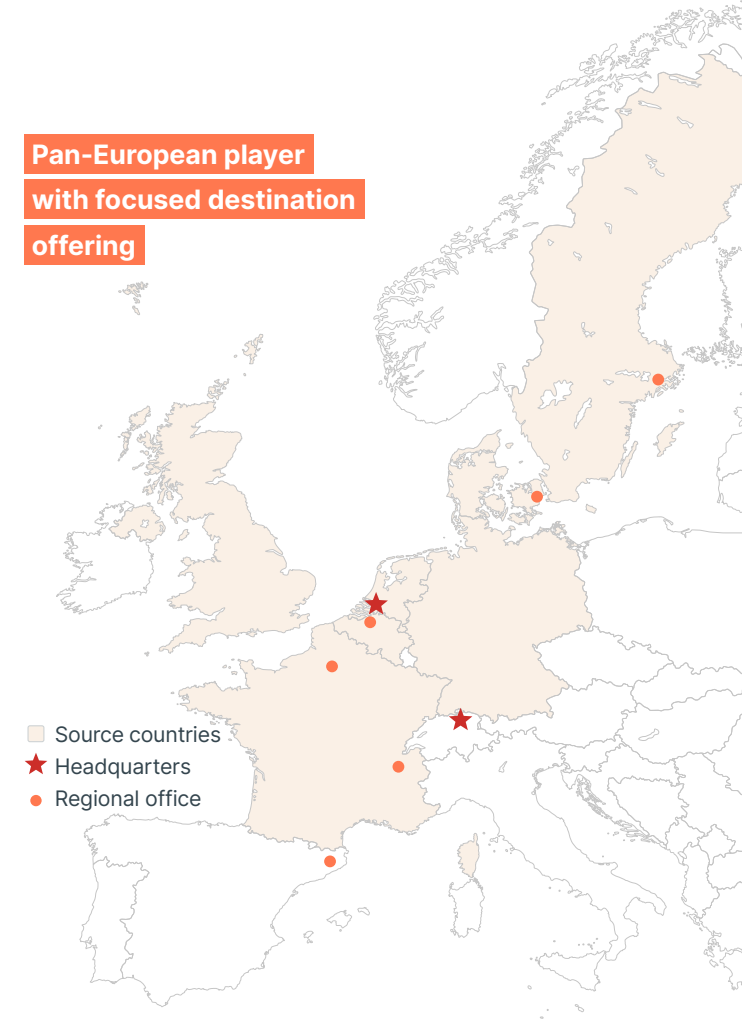 Pan-European player
with focused destination
offering
Source countries
Headquarters
Regional office